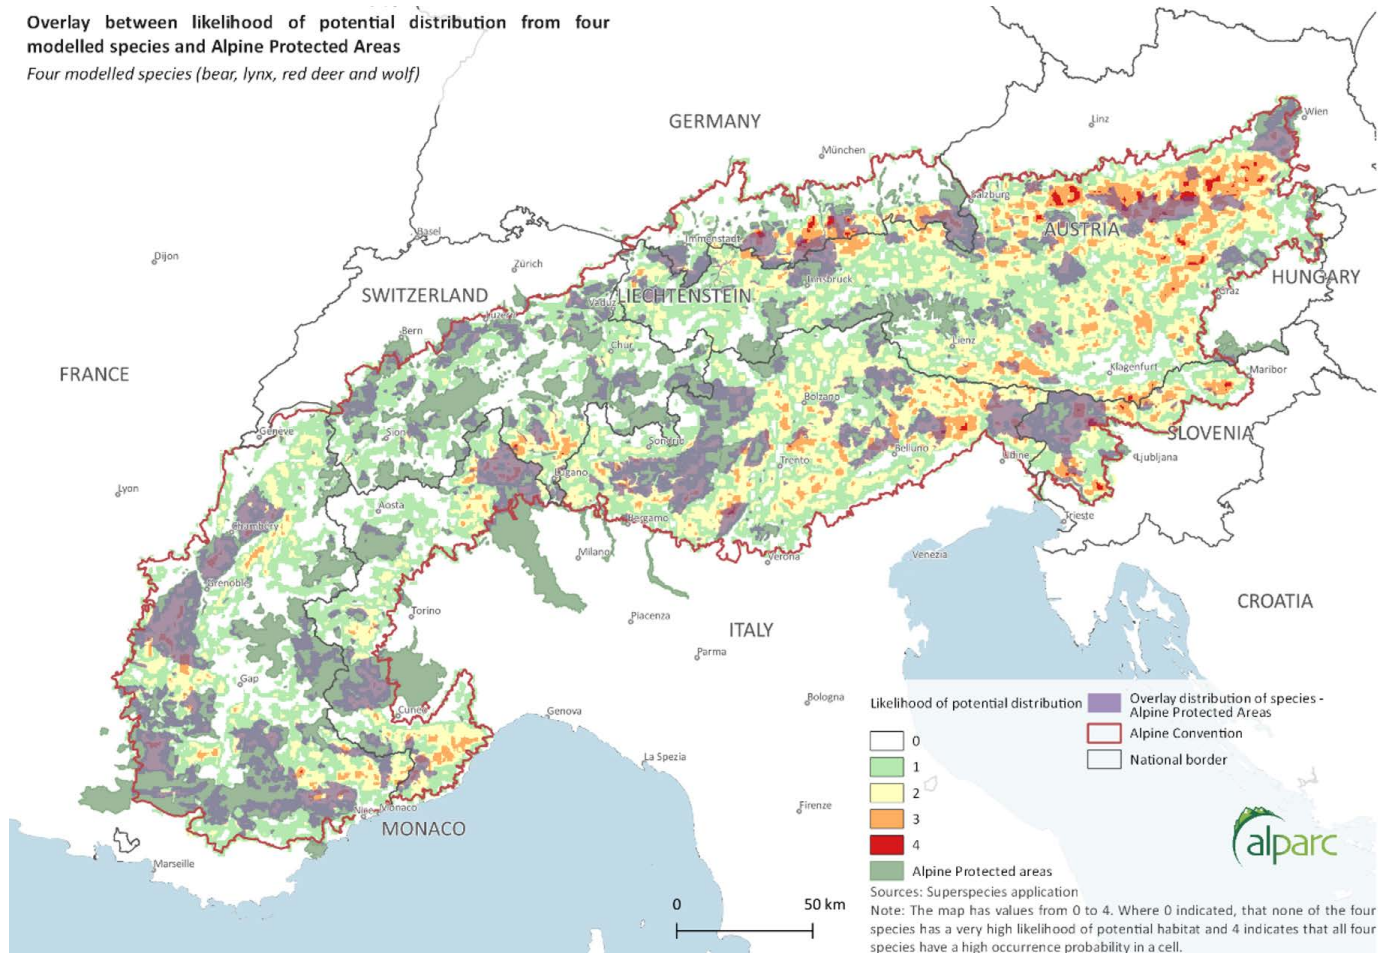 Overlay between likelihood of potential distribution from four
modelled species and Alpine Protected Areas
Four modelled species (bear, lynx, red deer and wolf)
GERMANY
Linz
Wien
München
Salzburg
Basel
Dijon
Zürich
Immenstadt
AUSTRIA
Innsbruck
HUNGARY
SWITZERLAND
LIECHTENSTEIN
Vaduz
Graz
Luzern
Bern
Chur
Lienz
FRANCE
Klagenfurt
Maribor
Bolzano
Genève
Sion
Sondrio
SLOVENIA
Belluno
Udine
Ljubljana
Trento
Lugano
Lyon
Aosta
Trieste
Chambéry
Bergamo
Milano
Verona
Venezia
Grenoble
CROATIA
Torino
Piacenza
ITALY
Parma
Gap
Bologna
Cuneo
Genova
La Spezia
Nice
Monaco
MONACO
Firenze
Marseille
Likelihood of potential distribution
0
1
2
3
4
Alpine Protected areas
Overlay distribution of species -
Alpine Protected Areas
Alpine Convention
National border
alparc
0 50 km
Sources: Superspecies application
Note: The map has values from 0 to 4. Where 0 indicated, that none of the four
species has a very high likelihood of potential habitat and 4 indicates that all four
species have a high occurrence probability in a cell.